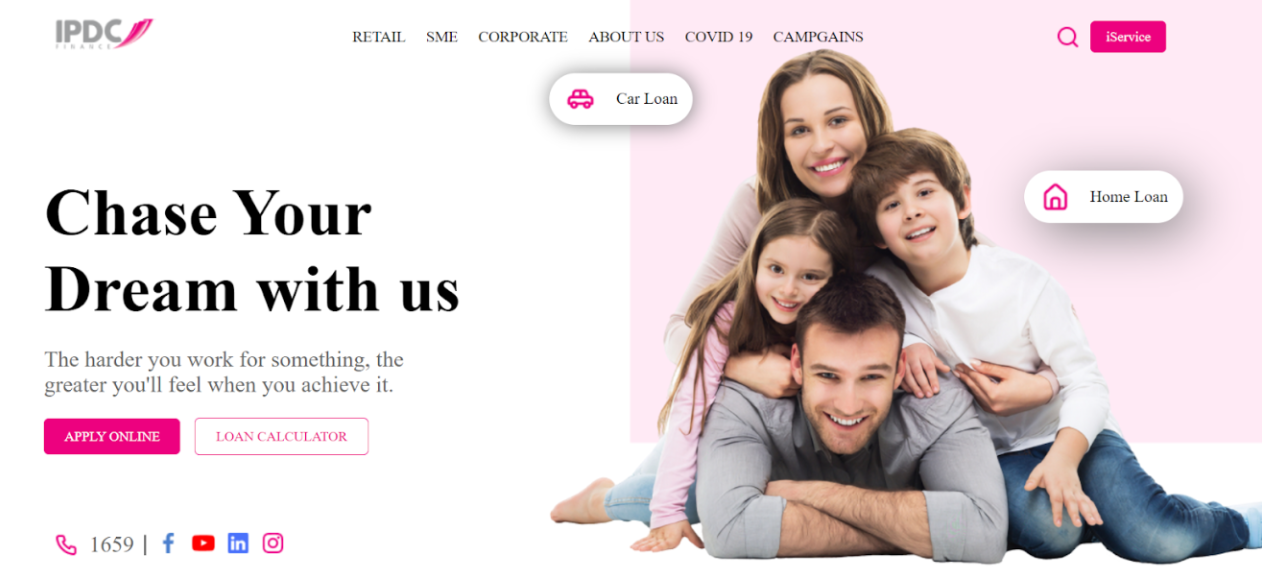 IPDC
FINANCE
RETAIL SME CORPORATE ABOUT US COVID 19 CAMPGAINS
iService
Car Loan
Home Loan
Chase Your
Dream with us
The harder you work for something, the
greater you'll feel when you achieve it.
APPLY ONLINE LOAN CALCULATOR
1659 |